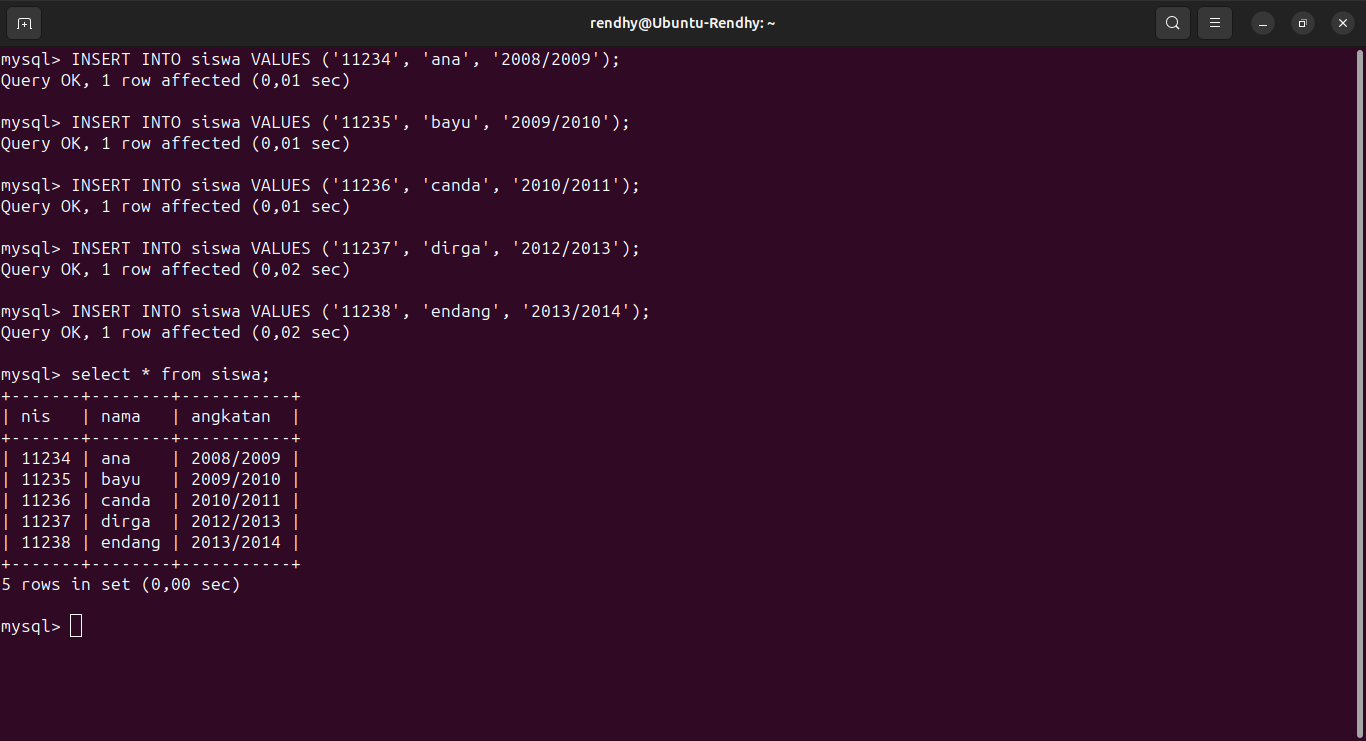 rendhy@Ubuntu-Rendhy: ~
mysql> INSERT INTO siswa VALUES ('11234', 'ana', '2008/2009');
Query OK, 1 row affected (0,01 sec)
mysql> INSERT INTO siswa VALUES ('11235', 'bayu', '2009/2010');
Query OK, 1 row affected (0,01 sec)
mysql> INSERT INTO siswa VALUES ('11236', 'canda', '2010/2011');
Query OK, 1 row affected (0,01 sec)
mysql> INSERT INTO siswa VALUES ('11237', 'dirga', '2012/2013');
Query OK, 1 row affected (0,02 sec)
mysql> INSERT INTO siswa VALUES ('11238', 'endang', '2013/2014');
Query OK, 1 row affected (0,02 sec)
mysql> select * from siswa;
+-------+--------+-----------+
| nis   | nama   | angkatan  |
+-------+--------+-----------+
| 11234 | ana    | 2008/2009 |
| 11235 | bayu   | 2009/2010 |
| 11236 | canda  | 2010/2011 |
| 11237 | dirga  | 2012/2013 |
| 11238 | endang | 2013/2014 |
+-------+--------+-----------+
5 rows in set (0,00 sec)
mysql>